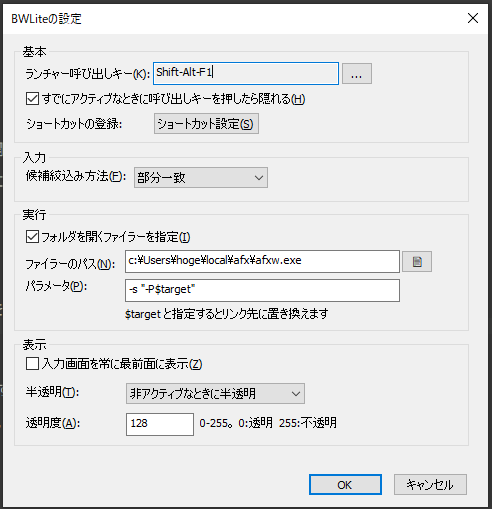 BWLiteの設定
基本
ランチャー呼び出しキー(K): Shift-Alt-F1 ...
すでにアクティブなときに呼び出しキーを押したら隠れる(H)
ショートカットの登録: ショートカット設定(S)
入力
候補絞込み方法(F): 部分一致
実行
フォルダを開くファイラーを指定(I)
ファイラーのパス(N): c:¥Users¥hoge¥local¥afx¥afxw.exe
パラメータ(P): -s "-P$target"
$target と指定するとリンク先に置き換えます
表示
入力画面を常に最前面に表示(Z)
半透明(T): 非アクティブなときに半透明
透明度(A): 128 0-255。0:透明 255:不透明
OK キャンセル